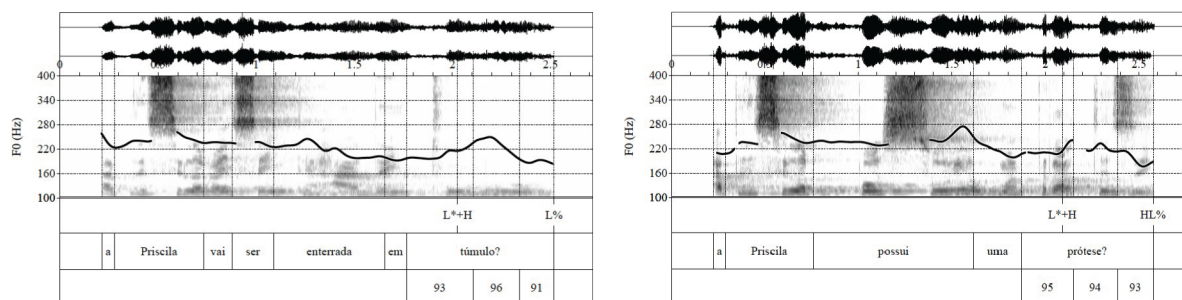 0 0.5 1 1.5 2 2.5
F0 (Hz)
400
340
280
220
160
100
L*+H L%
a Priscila vai ser enterrada em túmulo?
93 96 91
0 0.5 1 1.5 2 2.5
F0 (Hz)
400
340
280
220
160
100
L*+H HL%
a Priscila possui uma prótese?
95 94 93